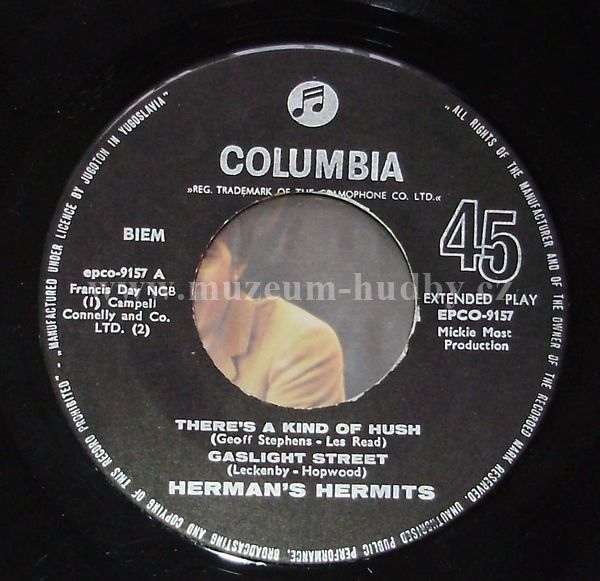 COLUMBIA
»REG. TRADEMARK OF THE GRAMOPHONE CO. LTD.«
BIEM
45
epco-9157 A
EXTENDED PLAY
Francis Day NCB
(1) Campell
Connelly and Co.
LTD. (2)
EPCO-9157
Mickie Most
Production
www.muzeum-hudby.cz
THERE'S A KIND OF HUSH
(Geoff Stephens - Les Read)
GASLIGHT STREET
(Leckenby - Hopwood)
HERMAN'S HERMITS
„MANUFACTURED UNDER LICENCE BY JUGOTON IN YUGOSLAVIA"
„ALL RIGHTS OF THE MANUFACTURER AND OF THE OWNER OF THE RECORDED MARK RESERVED. UNAUTHORISED PUBLIC PERFORMANCE, BROADCASTING AND COPYING OF THIS RECORD PROHIBITED"